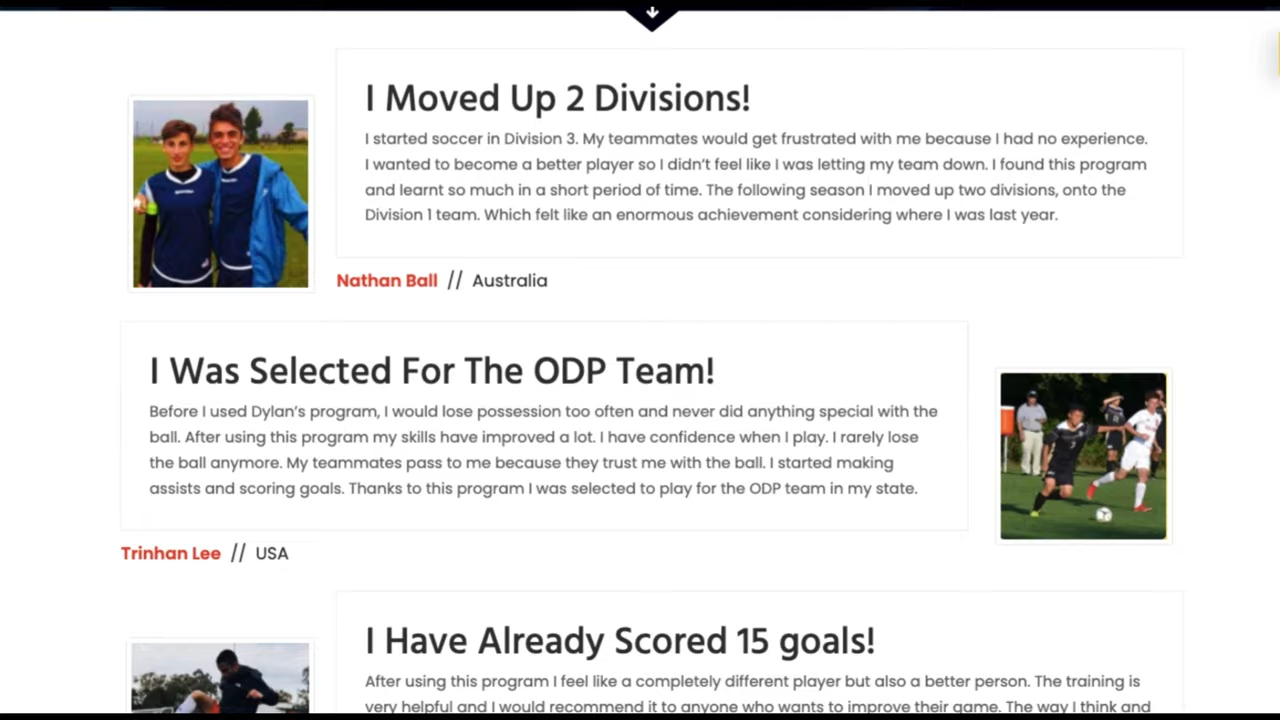 I Moved Up 2 Divisions!
I started soccer in Division 3. My teammates would get frustrated with me because I had no experience.
I wanted to become a better player so I didn't feel like I was letting my team down. I found this program
and learnt so much in a short period of time. The following season I moved up two divisions, onto the
Division 1 team. Which felt like an enormous achievement considering where I was last year.
Nathan Ball // Australia
I Was Selected For The ODP Team!
Before I used Dylan's program, I would lose possession too often and never did anything special with the
ball. After using this program my skills have improved a lot. I have confidence when I play. I rarely lose
the ball anymore. My teammates pass to me because they trust me with the ball. I started making
assists and scoring goals. Thanks to this program I was selected to play for the ODP team in my state.
Trinhan Lee // USA
I Have Already Scored 15 goals!
After using this program I feel like a completely different player but also a better person. The training is
very helpful and I would recommend it to anyone who wants to improve their game. The way I think and